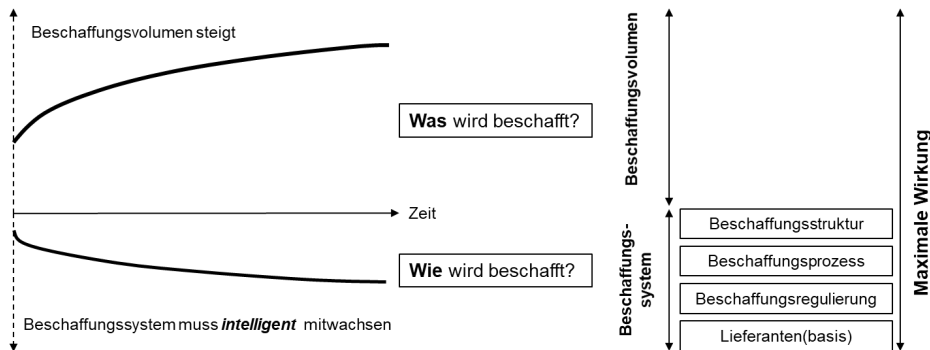 Beschaffungsvolumen steigt
Was wird beschafft?
Zeit
Wie wird beschafft?
Beschaffungssystem muss intelligent mitwachsen
Beschaffungsvolumen
Beschaffungs-
system
Beschaffungsstruktur
Beschaffungsprozess
Beschaffungsregulierung
Lieferanten(basis)
Maximale Wirkung